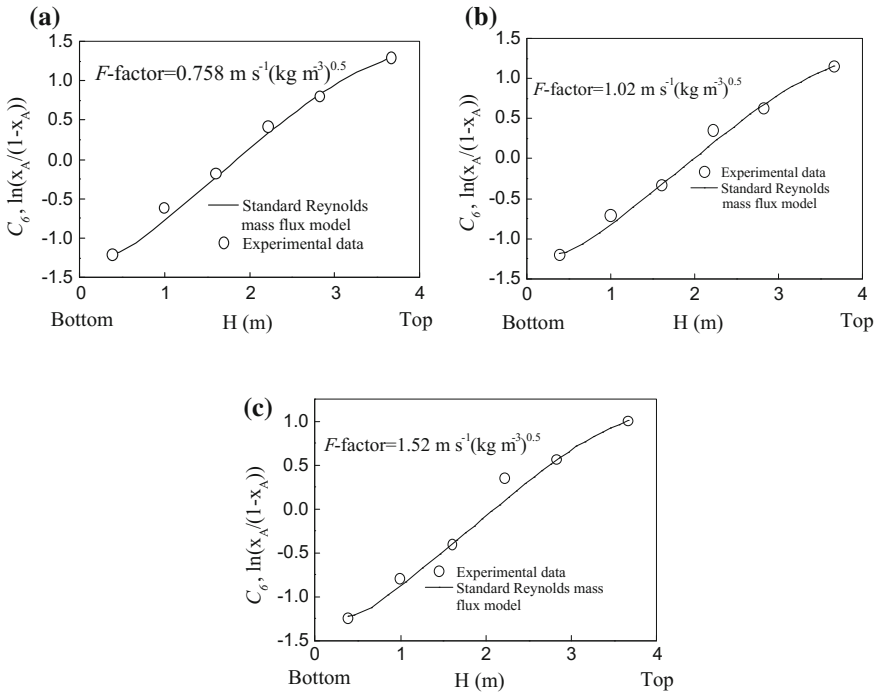 (a)
C6, ln(xA/(1-xA))
1.5
1.0
0.5
0.0
-0.5
-1.0
-1.5
F-factor=0.758 m s-1(kg m-3)0.5
Standard Reynolds
mass flux model
Experimental data
0 1 2 3 4
Bottom H (m) Top
(b)
C6, ln(xA/(1-xA))
1.5
1.0
0.5
0.0
-0.5
-1.0
-1.5
F-factor=1.02 m s-1(kg m-3)0.5
Experimental data
Standard Reynolds
mass flux model
0 1 2 3 4
Bottom H (m) Top
(c)
C6, ln(xA/(1-xA))
1.0
0.5
0.0
-0.5
-1.0
-1.5
F-factor=1.52 m s-1(kg m-3)0.5
Experimental data
Standard Reynolds mass
flux model
0 1 2 3 4
Bottom H (m) Top